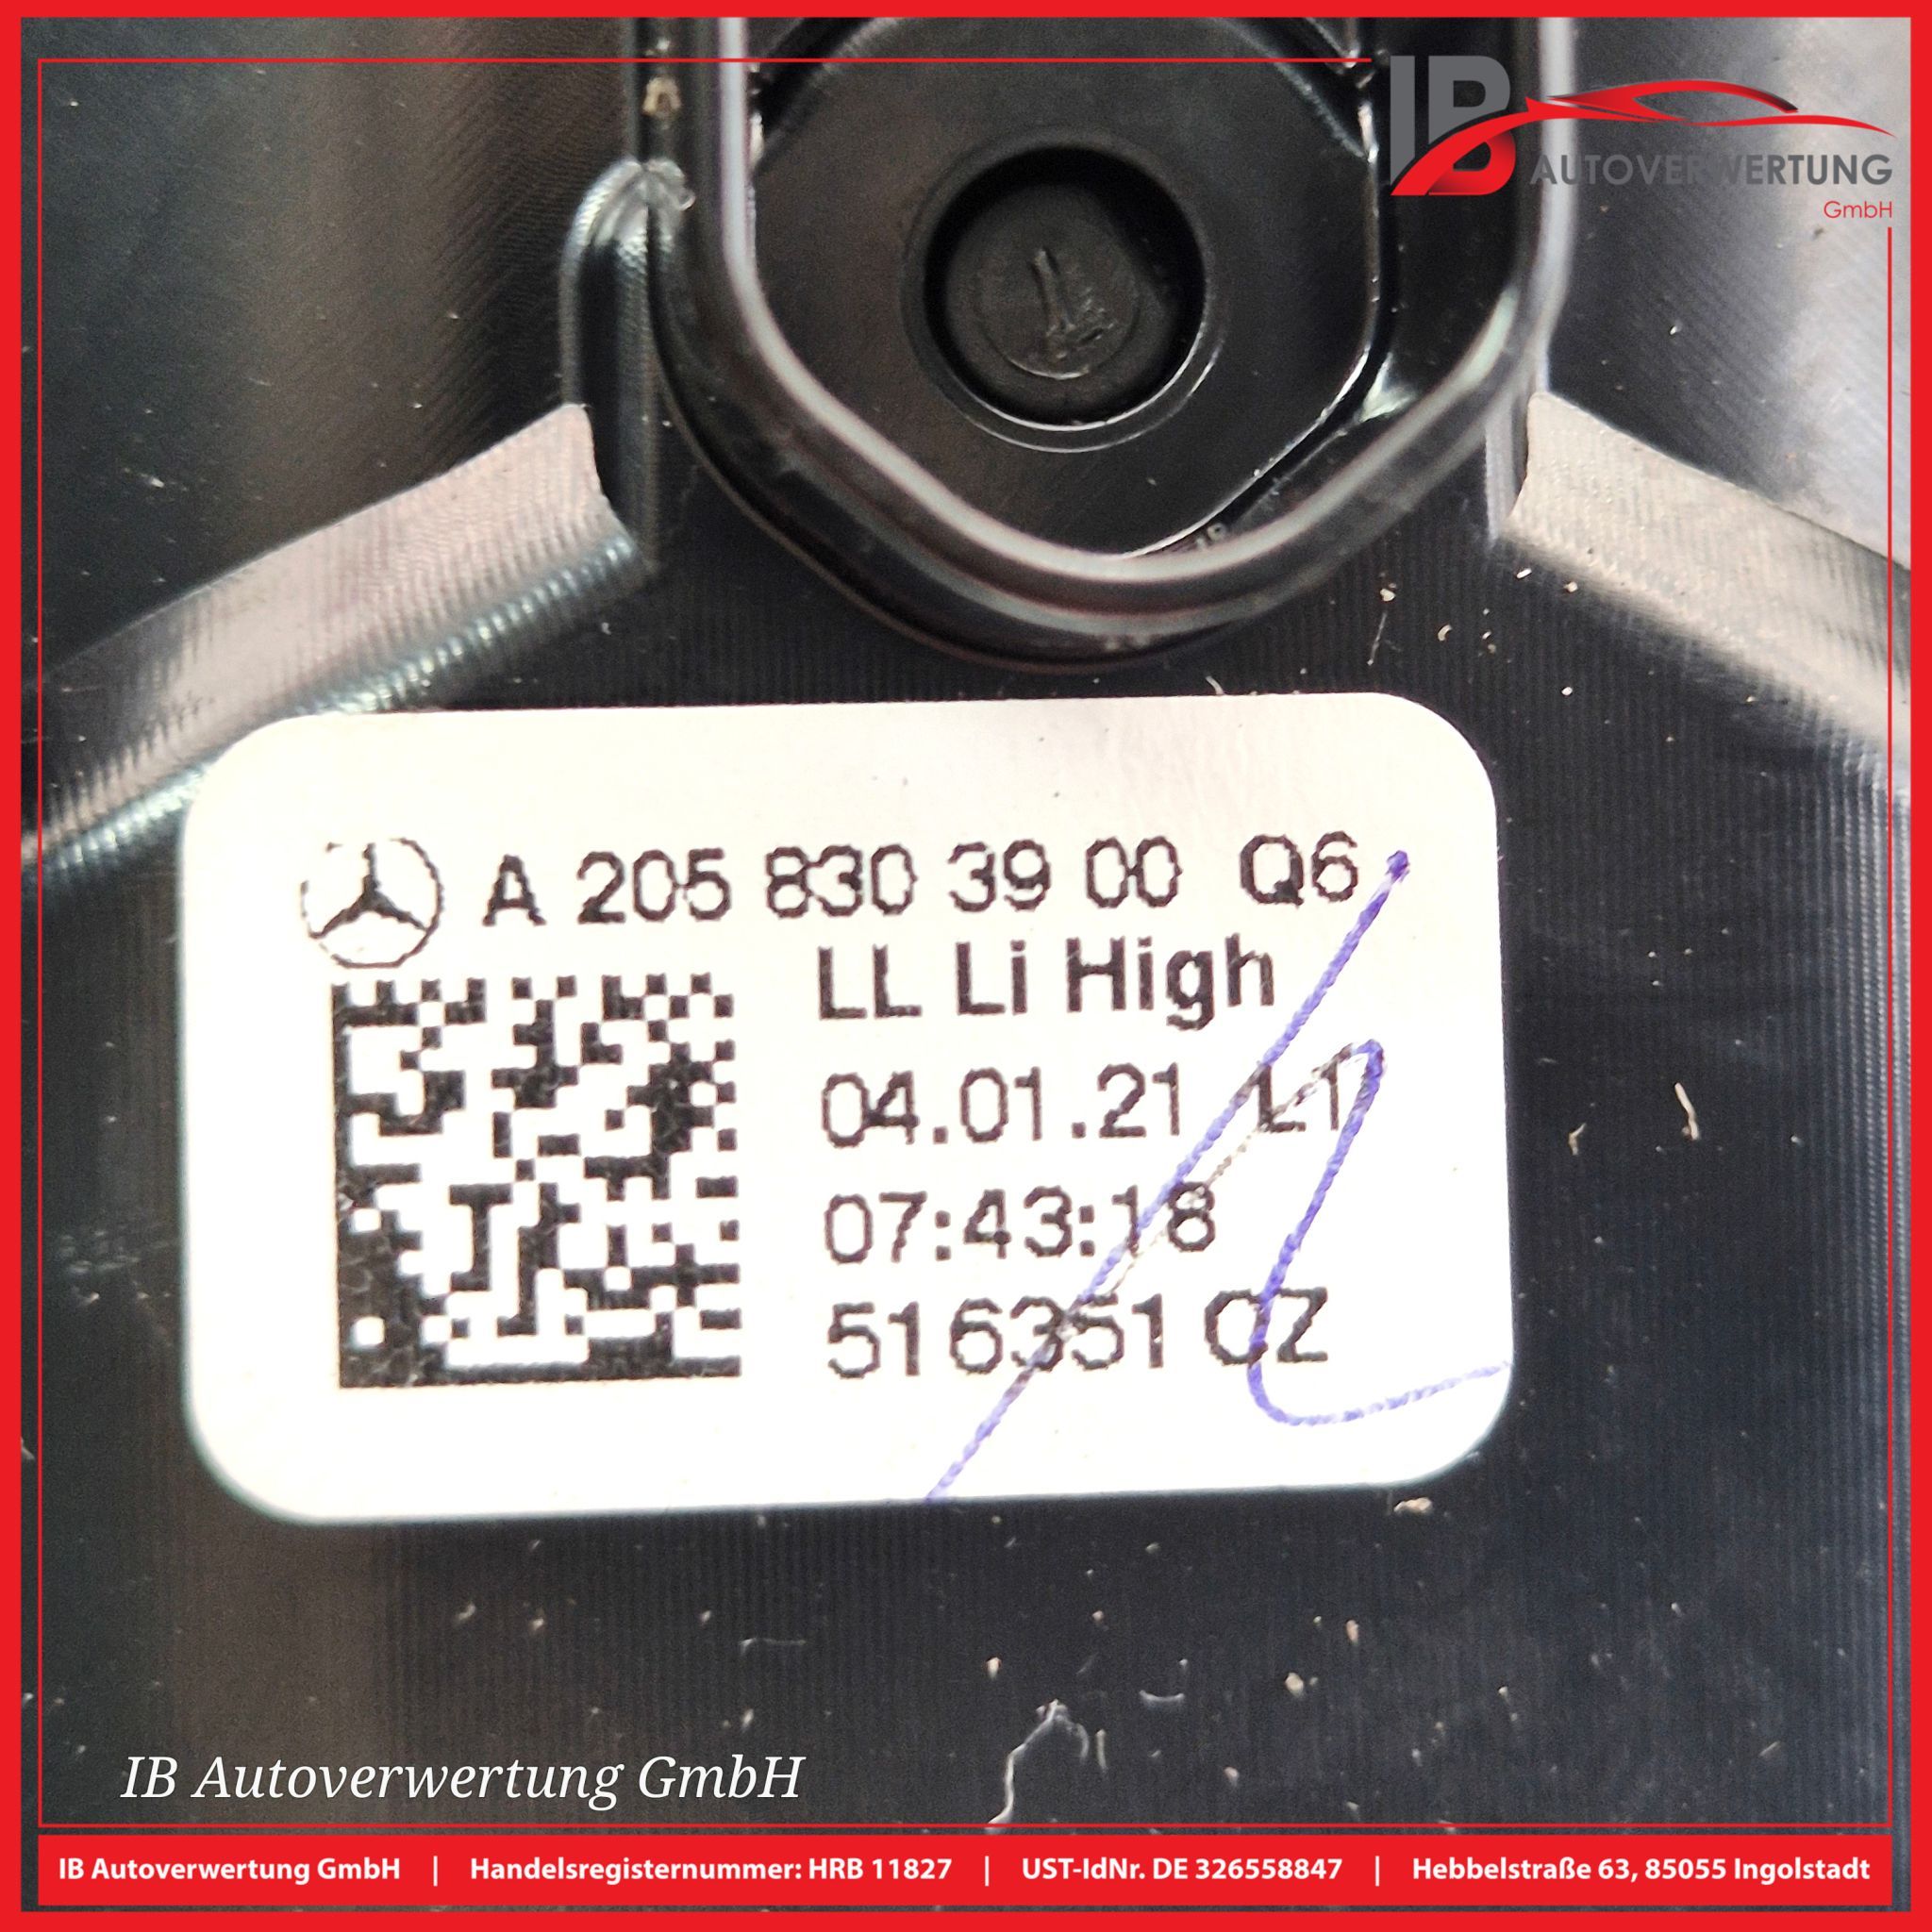 IB
AUTOVERWERTUNG
GmbH
A 205 830 39 00 Q6
LL Li High
04.01.21 L1
07:43:18
516351 CZ
IB Autoverwertung GmbH
IB Autoverwertung GmbH | Handelsregisternummer: HRB 11827 | UST-IdNr. DE 326558847 | Hebbelstraße 63, 85055 Ingolstadt